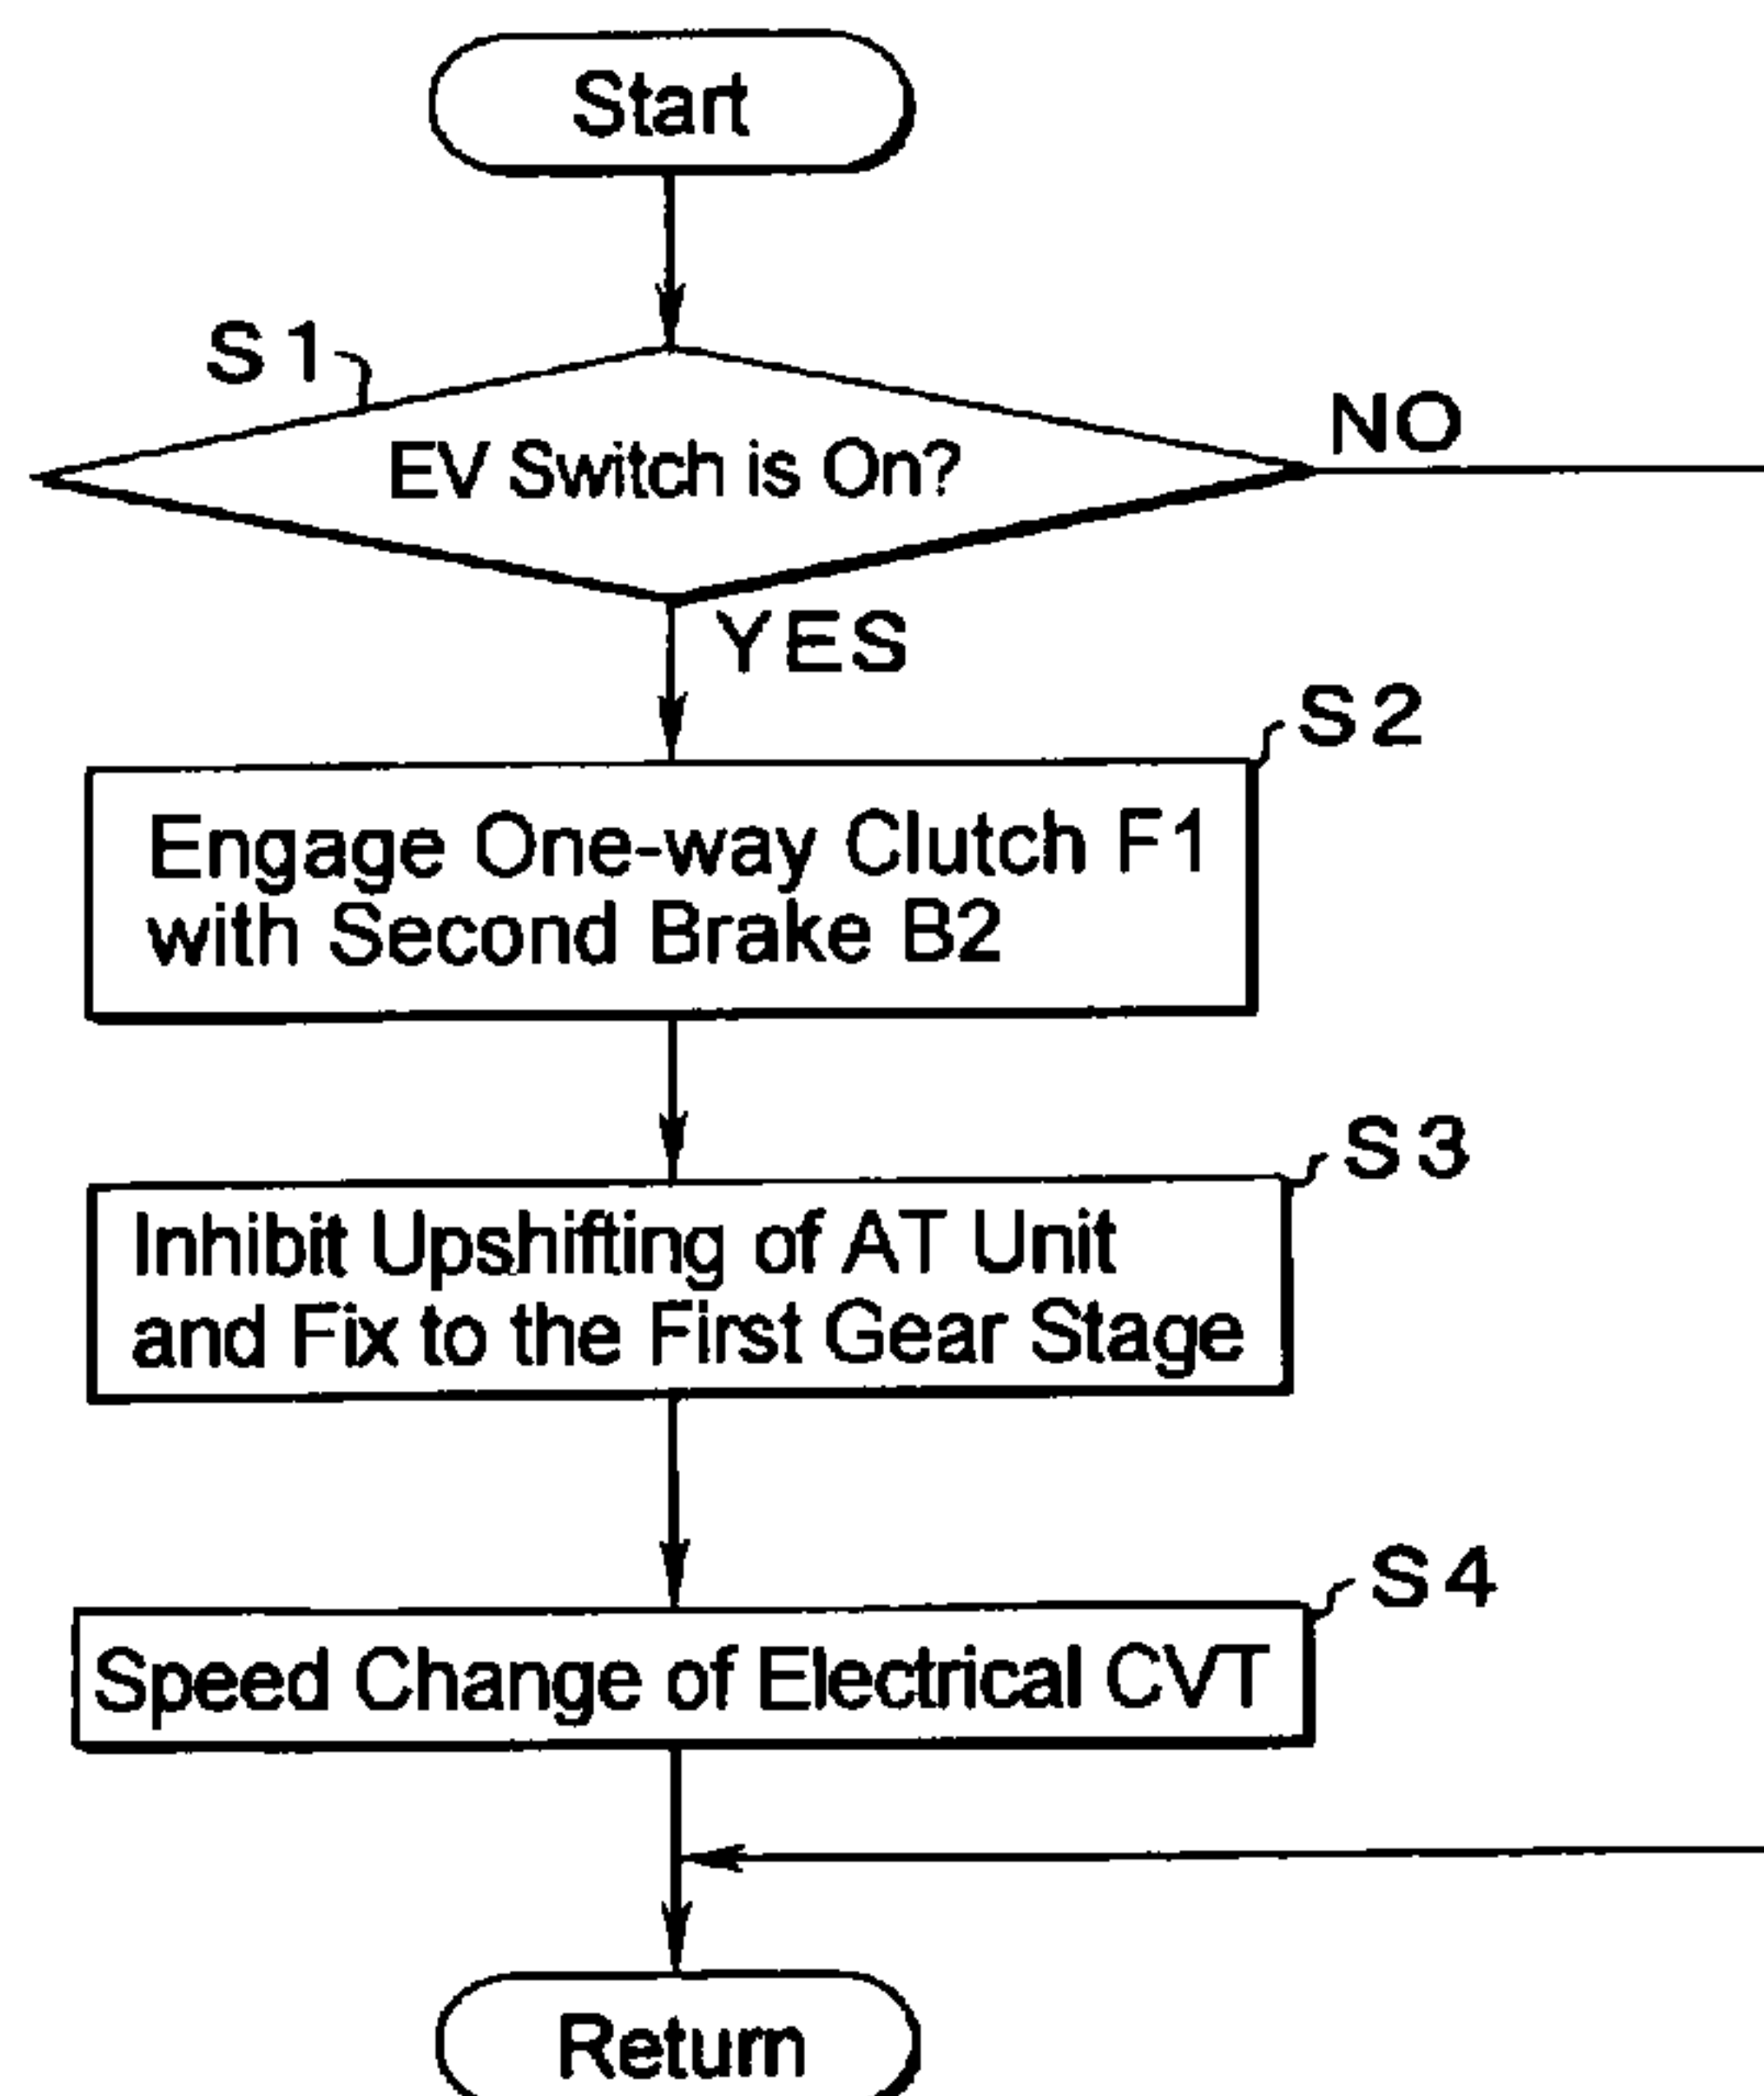 Start
S1
EV Switch is On?
NO
YES
S2
Engage One-way Clutch F1
with Second Brake B2
S3
Inhibit Upshifting of AT Unit
and Fix to the First Gear Stage
S4
Speed Change of Electrical CVT
Return